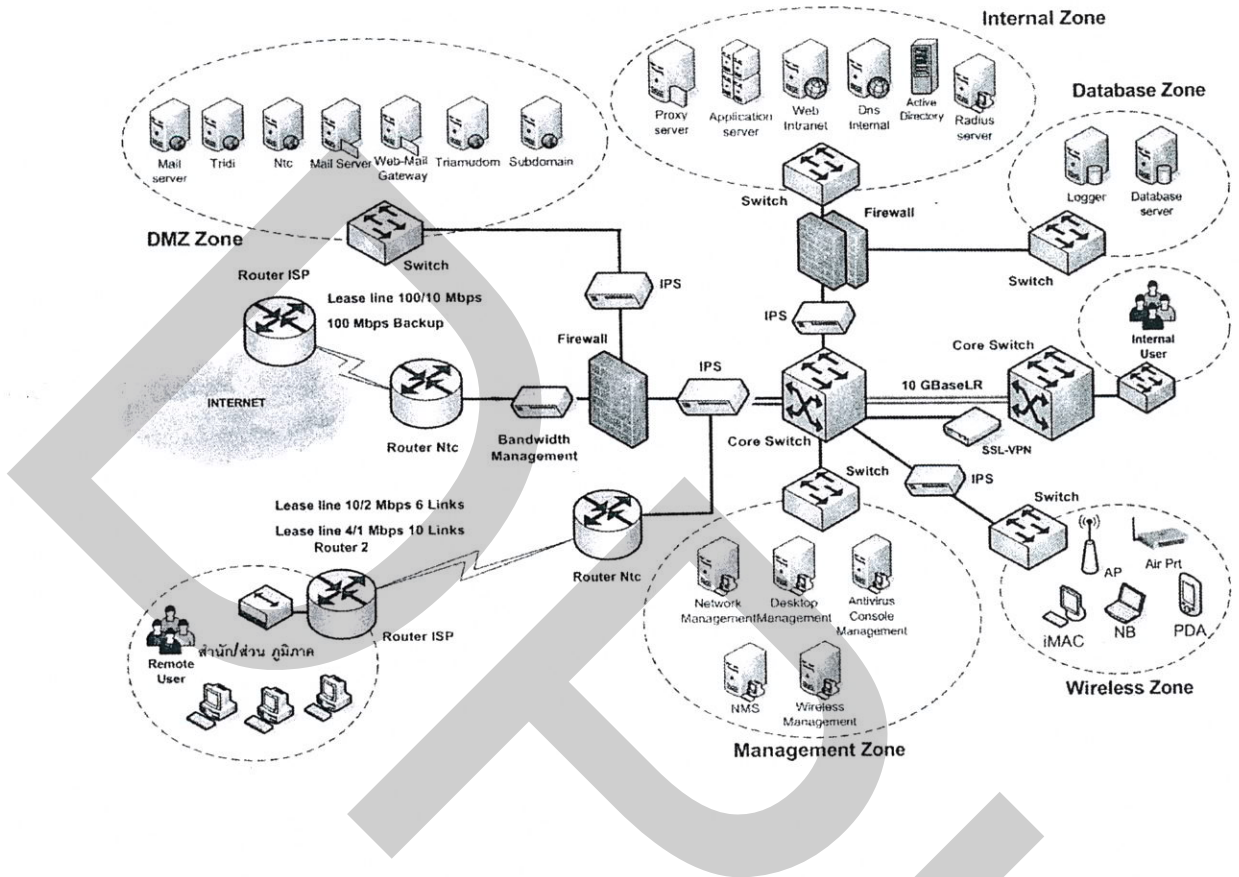 Internal Zone
Proxy server
Application server
Web Intranet
Dns Internal
Active Directory
Radius server
Database Zone
Logger
Database server
Switch
Mail server
Tridi
Ntc
Mail Server
Web-Mail Gateway
Triamudom
Subdomain
DMZ Zone
Switch
Switch
Firewall
IPS
IPS
Router ISP
Lease line 100/10 Mbps
100 Mbps Backup
INTERNET
Router Ntc
Bandwidth Management
Firewall
IPS
Core Switch
10 GBaseLR
Core Switch
SSL-VPN
Internal User
Switch
IPS
Switch
Lease line 10/2 Mbps 6 Links
Lease line 4/1 Mbps 10 Links
Router 2
Router Ntc
Router ISP
Remote User
สำนัก/ส่วน ภูมิภาค
Network Management
Desktop Management
Antivirus Console Management
NMS
Wireless Management
Management Zone
AP
Air Prt
iMAC
NB
PDA
Wireless Zone